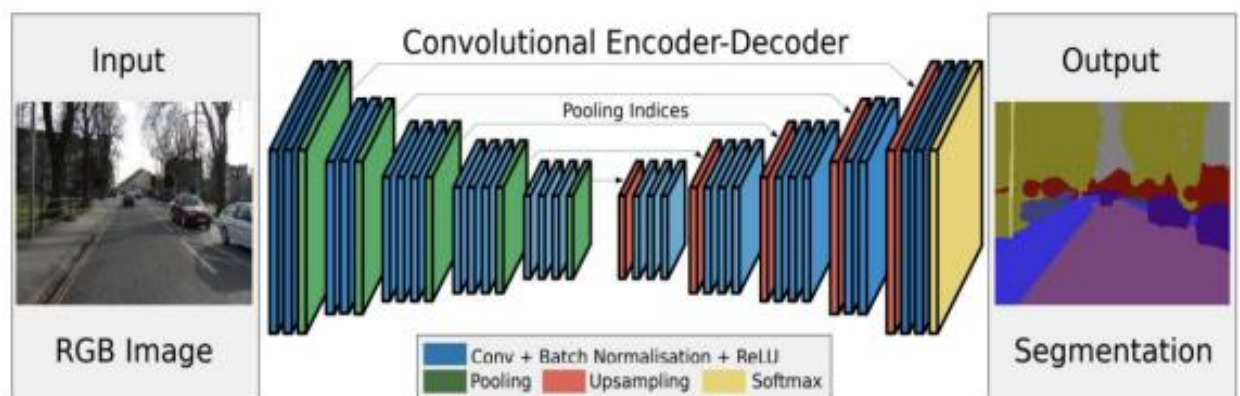 Input
RGB Image
Convolutional Encoder-Decoder
Pooling Indices
Conv + Batch Normalisation + ReLU
Pooling Upsampling Softmax
Output
Segmentation